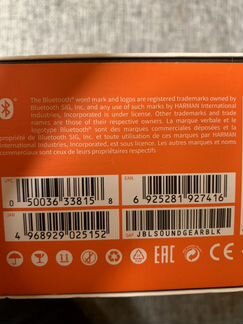 The Bluetooth® word mark and logos are registered trademarks owned by
Bluetooth SIG, Inc. and any use of such marks by HARMAN International
Industries, Incorporated is under license. Other trademarks and trade
names are those of their respective owners. La marque verbale et le
logotype Bluetooth® sont des marques commerciales déposées et la
propriété de Bluetooth SIG, Inc. et toute utilisation de ces marques par HARMAN
International Industries, Incorporated, est sous licence. Les autres marques et noms
commerciaux sont ceux de leurs propriétaires respectifs.
EAN
0 50036 33815 8
6 925281 927416
JAN
4 968929 025152
SAP JBLSOUNDGEARBLK
EAC
CE